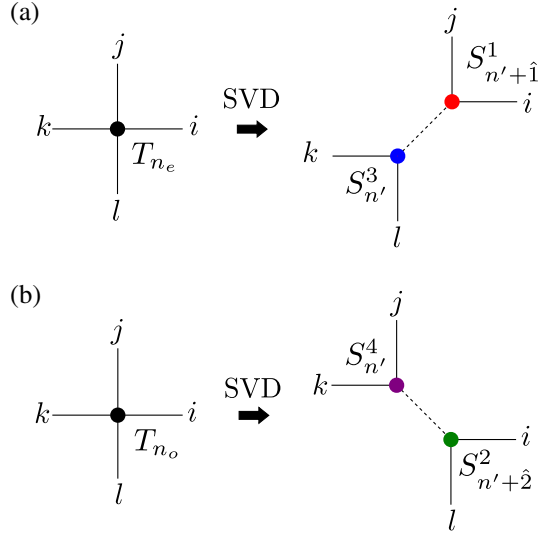 (a)
j
k i
T_{n_e}
l
SVD
j
S^1_{n'+\hat{1}}
i
k
S^3_{n'}
l
(b)
j
k i
T_{n_o}
l
SVD
j
S^4_{n'}
k
i
S^2_{n'+\hat{2}}
l